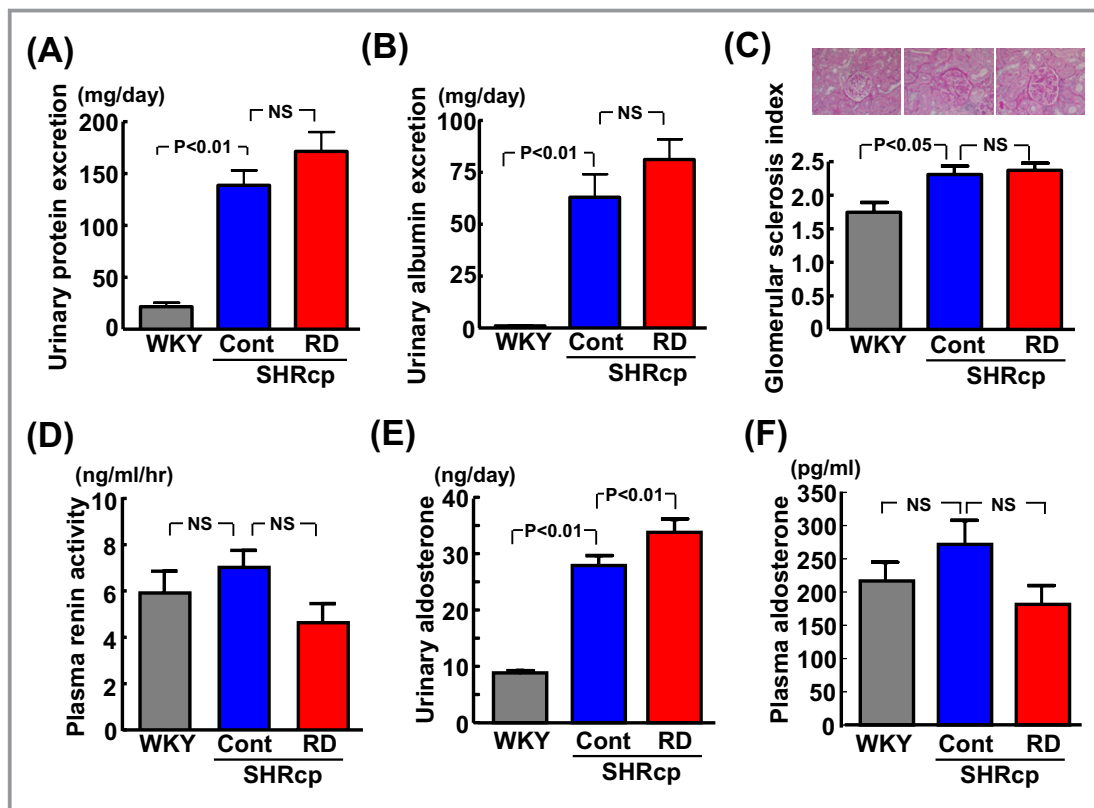 (A)
(mg/day)
Urinary protein excretion
200
150
100
50
0
P<0.01
NS
WKY Cont RD
SHRcp
(B)
(mg/day)
Urinary albumin excretion
100
75
50
25
0
P<0.01
NS
WKY Cont RD
SHRcp
(C)
Glomerular sclerosis index
2.5
2.0
1.5
1.0
.5
0
P<0.05
NS
WKY Cont RD
SHRcp
(D)
(ng/ml/hr)
Plasma renin activity
10
8
6
4
2
0
NS
NS
WKY Cont RD
SHRcp
(E)
(ng/day)
Urinary aldosterone
40
30
20
10
0
P<0.01
P<0.01
WKY Cont RD
SHRcp
(F)
(pg/ml)
Plasma aldosterone
350
300
250
200
150
100
50
0
NS
NS
WKY Cont RD
SHRcp